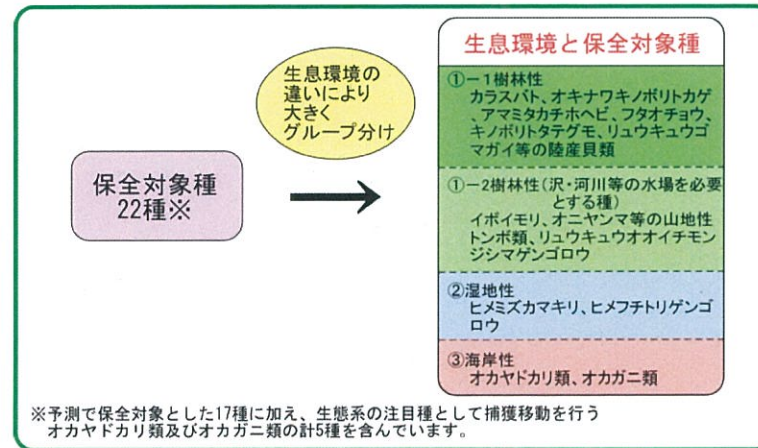 保全対象種
22種※
生息環境の
違いにより
大きく
グループ分け
生息環境と保全対象種
①－1樹林性
カラスバト、オキナワキノボリトカゲ
、アマミタカチホヘビ、フタオチョウ、
キノボリトタテグモ、リュウキュウゴ
マガイ等の陸産貝類
①－2樹林性(沢・河川等の水場を必要
とする種)
イボイモリ、オニヤンマ等の山地性
トンボ類、リュウキュウオオイチモン
ジシマゲンゴロウ
②湿地性
ヒメミズカマキリ、ヒメフチトリゲンゴ
ロウ
③海岸性
オカヤドカリ類、オカガニ類
※予測で保全対象とした17種に加え、生態系の注目種として捕獲移動を行う
オカヤドカリ類及びオカガニ類の計5種を含んでいます。